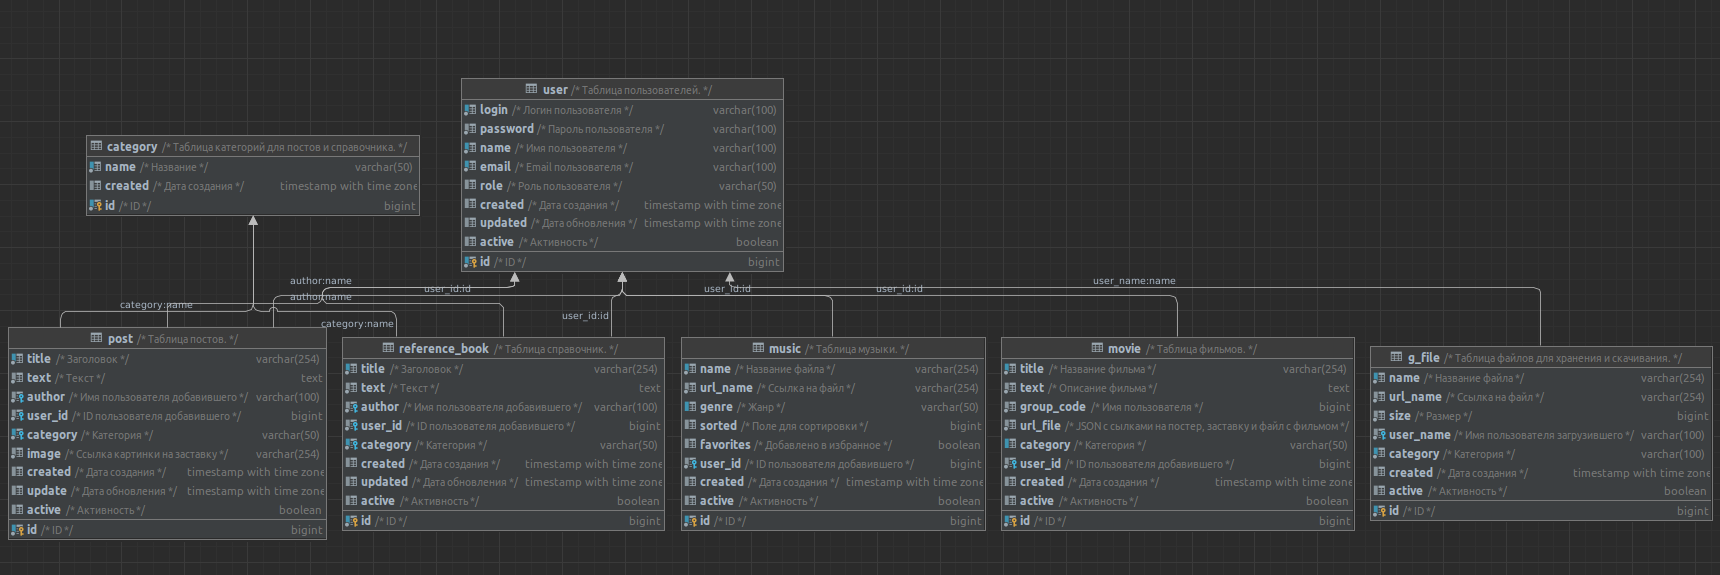 user /* Таблица пользователей. */
login /* Логин пользователя */ varchar(100)
password /* Пароль пользователя */ varchar(100)
name /* Имя пользователя */ varchar(100)
email /* Email пользователя */ varchar(100)
role /* Роль пользователя */ varchar(50)
created /* Дата создания */ timestamp with time zone
updated /* Дата обновления */ timestamp with time zone
active /* Активность */ boolean
id /* ID */ bigint
category /* Таблица категорий для постов и справочника. */
name /* Название */ varchar(50)
created /* Дата создания */ timestamp with time zone
id /* ID */ bigint
author:name
user_id:id
user_id:id
user_id:id
user_name:name
category:name
author:name
user_id:id
category:name
post /* Таблица постов. */
title /* Заголовок */ varchar(254)
text /* Текст */ text
author /* Имя пользователя добавившего */ varchar(100)
user_id /* ID пользователя добавившего */ bigint
category /* Категория */ varchar(50)
image /* Ссылка картинки на заставку */ varchar(254)
created /* Дата создания */ timestamp with time zone
update /* Дата обновления */ timestamp with time zone
active /* Активность */ boolean
id /* ID */ bigint
reference_book /* Таблица справочник. */
title /* Заголовок */ varchar(254)
text /* Текст */ text
author /* Имя пользователя добавившего */ varchar(100)
user_id /* ID пользователя добавившего */ bigint
category /* Категория */ varchar(50)
created /* Дата создания */ timestamp with time zone
updated /* Дата обновления */ timestamp with time zone
active /* Активность */ boolean
id /* ID */ bigint
music /* Таблица музыки. */
name /* Название файла */ varchar(254)
url_name /* Ссылка на файл */ varchar(254)
genre /* Жанр */ varchar(50)
sorted /* Поле для сортировки */ bigint
favorites /* Добавлено в избранное */ boolean
user_id /* ID пользователя добавившего */ bigint
created /* Дата создания */ timestamp with time zone
active /* Активность */ boolean
id /* ID */ bigint
movie /* Таблица фильмов. */
title /* Название фильма */ varchar(254)
text /* Описание фильма */ text
group_code /* Имя пользователя */ bigint
url_file /* JSON с сылками на постер, заставку и файл с фильмом */
category /* Категория */ varchar(50)
user_id /* ID пользователя добавившего */ bigint
created /* Дата создания */ timestamp with time zone
active /* Активность */ boolean
id /* ID */ bigint
g_file /* Таблица файлов для хранения и скачивания. */
name /* Название файла */ varchar(254)
url_name /* Ссылка на файл */ varchar(254)
size /* Размер */ bigint
user_name /* Имя пользователя загрузившего */ varchar(100)
category /* Категория */ varchar(100)
created /* Дата создания */ timestamp with time zone
active /* Активность */ boolean
id /* ID */ bigint